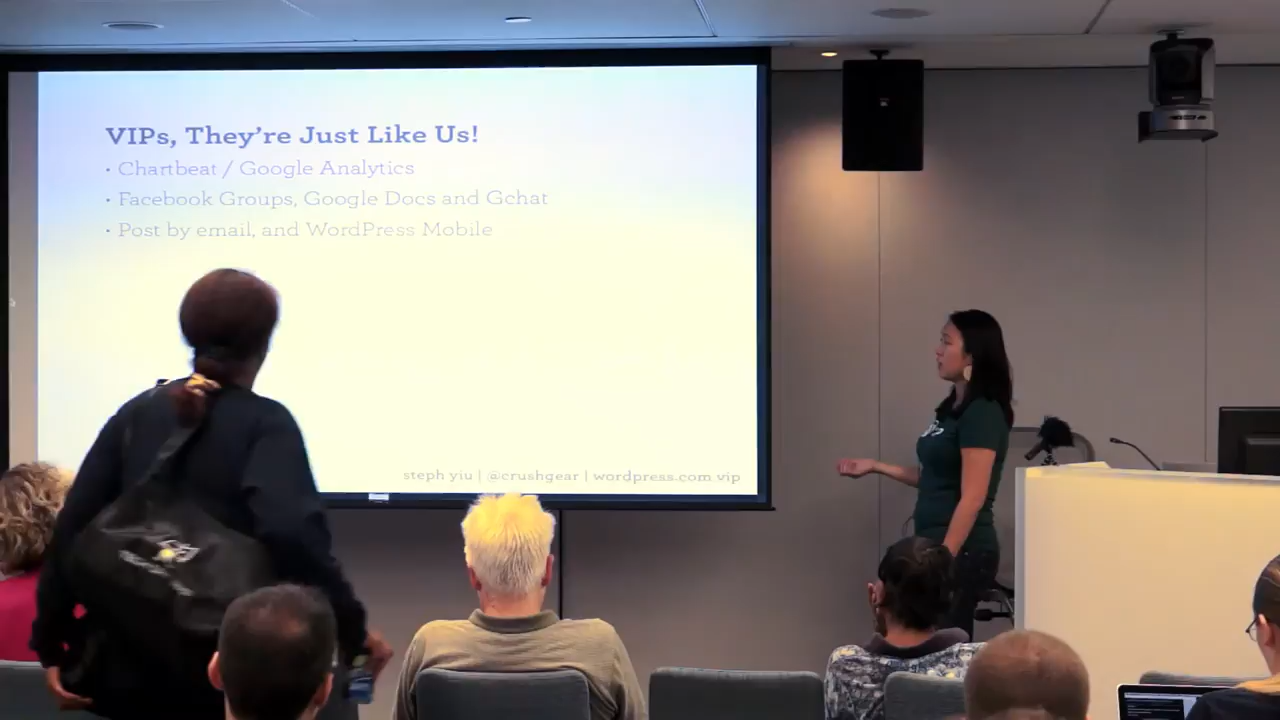 VIPs, They're Just Like Us!
• Chartbeat / Google Analytics
• Facebook Groups, Google Docs and Gchat
• Post by email, and WordPress Mobile
steph yiu | @crushgear | wordpress.com vip